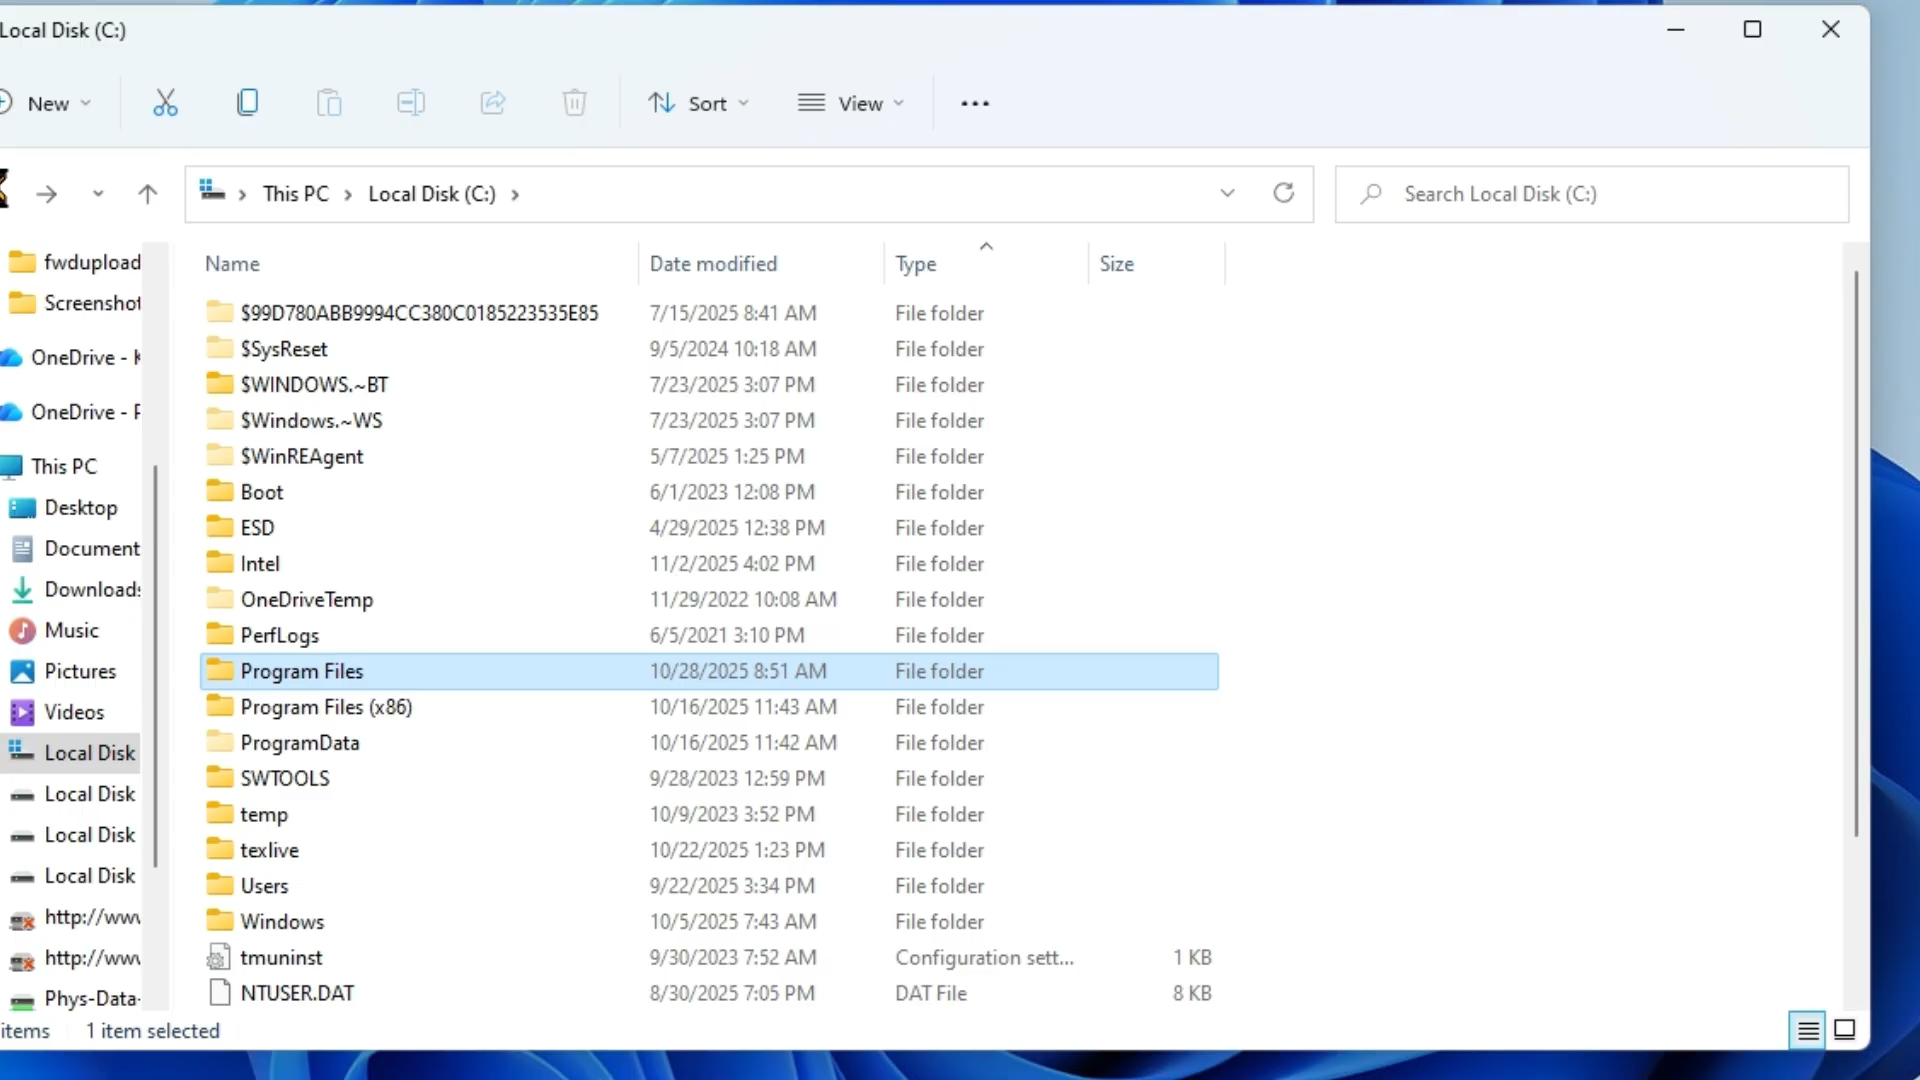 Local Disk (C:)
New
Sort
View
This PC
Local Disk (C:)
Search Local Disk (C:)
fwdupload
Screenshot
OneDrive -
OneDrive -
This PC
Desktop
Document
Downloads
Music
Pictures
Videos
Local Disk
Local Disk
Local Disk
Local Disk
http://www
http://www
Phys-Data-
Name Date modified Type Size
$99D780ABB9994CC380C0185223535E85 7/15/2025 8:41 AM File folder
$SysReset 9/5/2024 10:18 AM File folder
$WINDOWS.~BT 7/23/2025 3:07 PM File folder
$Windows.~WS 7/23/2025 3:07 PM File folder
$WinREAgent 5/7/2025 1:25 PM File folder
Boot 6/1/2023 12:08 PM File folder
ESD 4/29/2025 12:38 PM File folder
Intel 11/2/2025 4:02 PM File folder
OneDriveTemp 11/29/2022 10:08 AM File folder
PerfLogs 6/5/2021 3:10 PM File folder
Program Files 10/28/2025 8:51 AM File folder
Program Files (x86) 10/16/2025 11:43 AM File folder
ProgramData 10/16/2025 11:42 AM File folder
SWTOOLS 9/28/2023 12:59 PM File folder
temp 10/9/2023 3:52 PM File folder
texlive 10/22/2025 1:23 PM File folder
Users 9/22/2025 3:34 PM File folder
Windows 10/5/2025 7:43 AM File folder
tmuninst 9/30/2023 7:52 AM Configuration sett... 1 KB
NTUSER.DAT 8/30/2025 7:05 PM DAT File 8 KB
items 1 item selected